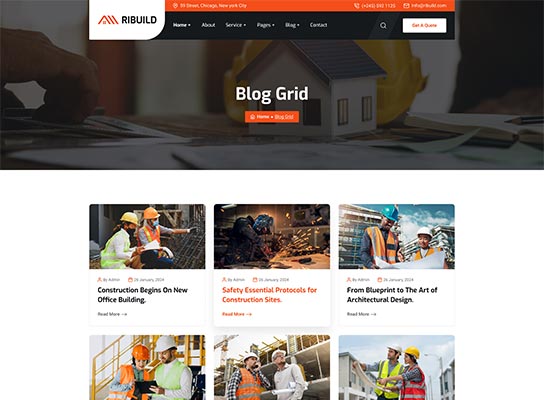 99 Street, Chicago, New york City
(+245) 592 1125
info@ribuild.com
RIBUILD
Home
About
Service
Pages
Blog
Contact
Get A Quote
Blog Grid
Home • Blog Grid
By Admin 26 January, 2024
Construction Begins On New
Office Building.
Read More
By Admin 26 January, 2024
Safety Essential Protocols for
Construction Sites.
Read More
By Admin 26 January, 2024
From Blueprint to The Art of
Architectural Design.
Read More